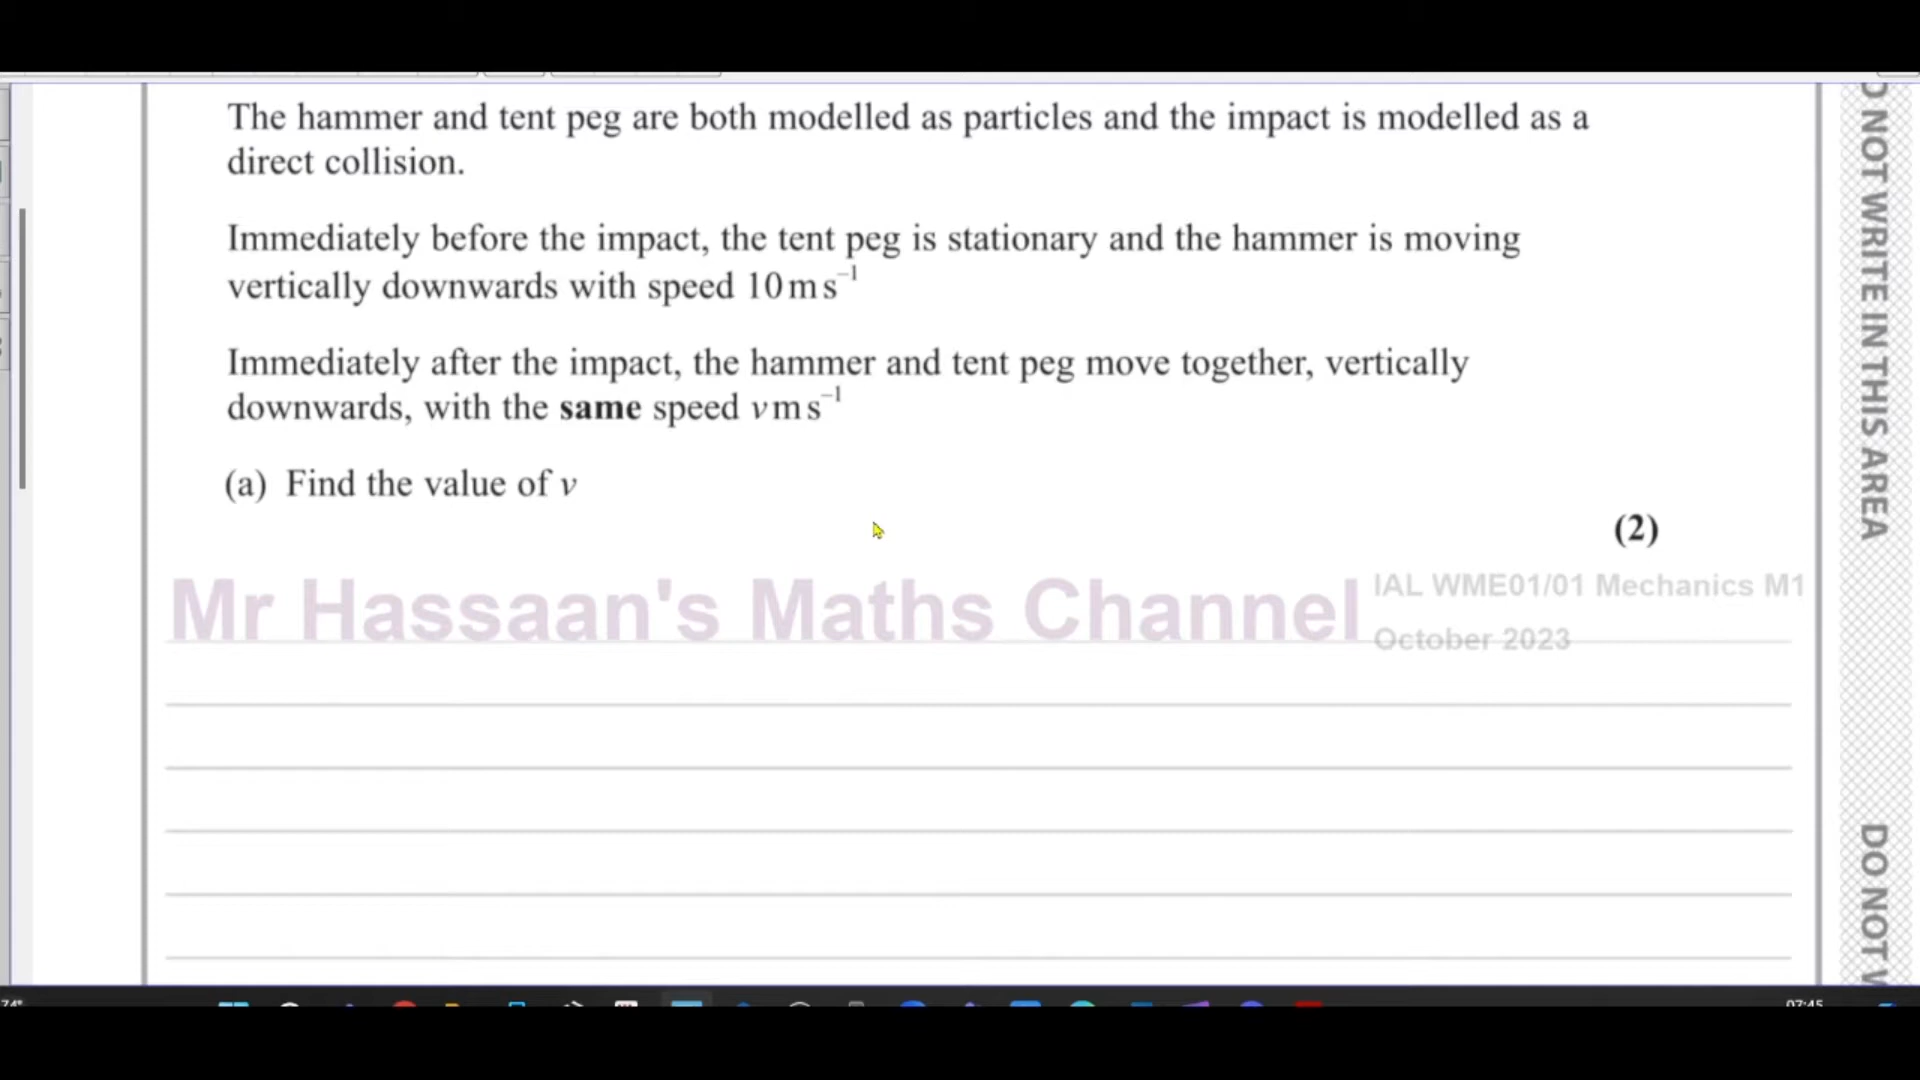 The hammer and tent peg are both modelled as particles and the impact is modelled as a
direct collision.
Immediately before the impact, the tent peg is stationary and the hammer is moving
vertically downwards with speed 10 m s⁻¹
Immediately after the impact, the hammer and tent peg move together, vertically
downwards, with the same speed v m s⁻¹
(a) Find the value of v
(2)
Mr Hassaan's Maths Channel
IAL WME01/01 Mechanics M1
October 2023
NOT WRITE IN THIS AREA
DO NOT
74°
07:45